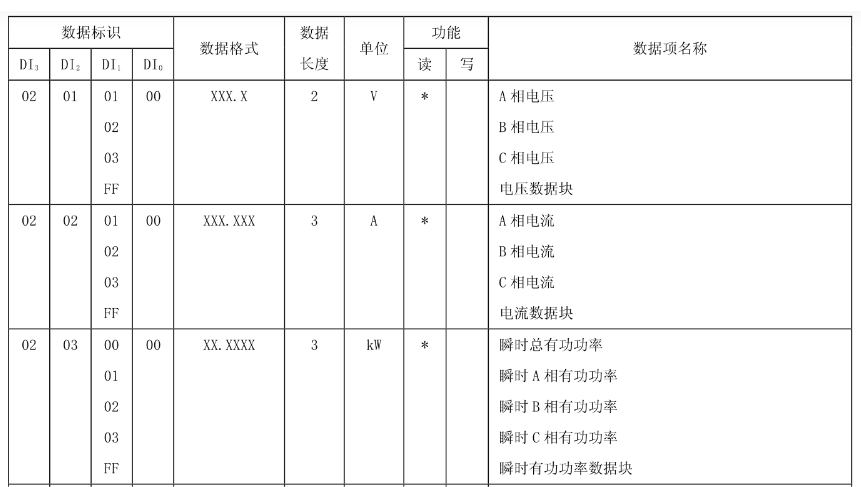 数据标识 数据格式 数据长度 单位 功能 数据项名称
DI₃ DI₂ DI₁ DI₀ 读 写
02 01 01 00 XXX.X 2 V * A 相电压
02 B 相电压
03 C 相电压
FF 电压数据块
02 02 01 00 XXX.XXX 3 A * A 相电流
02 B 相电流
03 C 相电流
FF 电流数据块
02 03 00 00 XX.XXXX 3 kW * 瞬时总有功功率
01 瞬时 A 相有功功率
02 瞬时 B 相有功功率
03 瞬时 C 相有功功率
FF 瞬时有功功率数据块